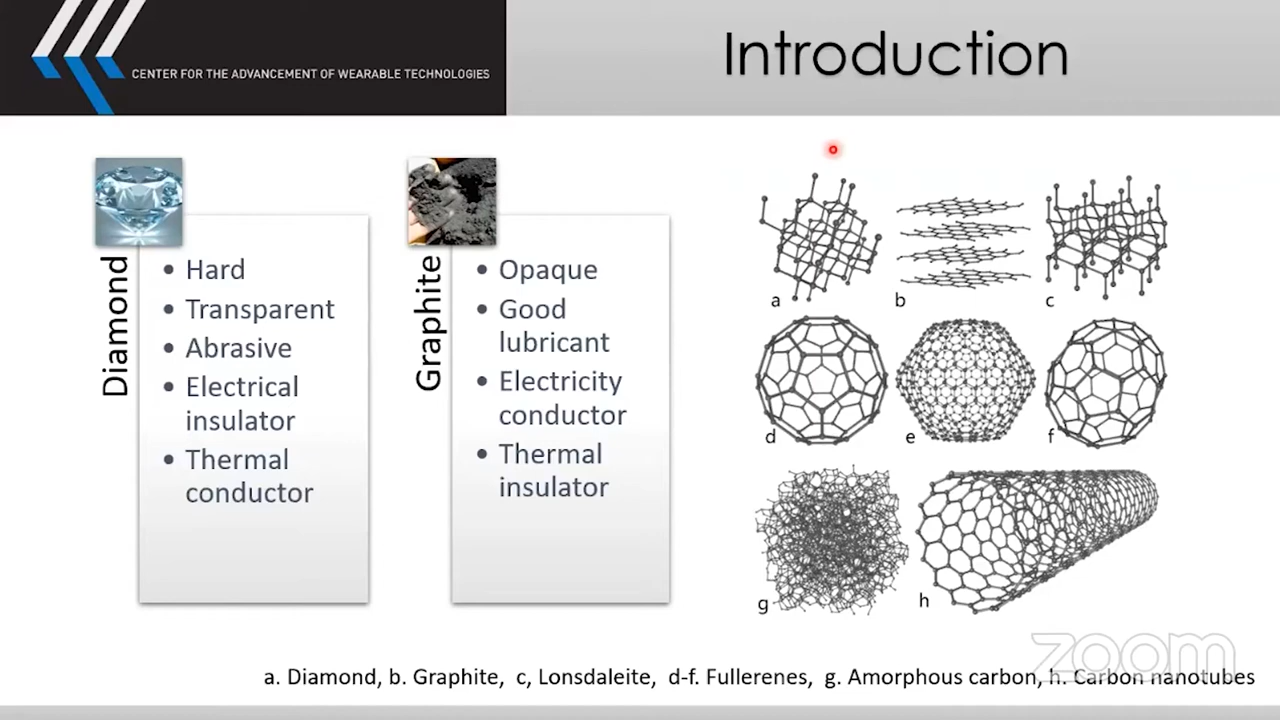 CENTER FOR THE ADVANCEMENT OF WEARABLE TECHNOLOGIES
Introduction
Diamond
• Hard
• Transparent
• Abrasive
• Electrical
insulator
• Thermal
conductor
Graphite
• Opaque
• Good
lubricant
• Electricity
conductor
• Thermal
insulator
a
b
c
d
e
f
g
h
a. Diamond, b. Graphite, c, Lonsdaleite, d-f. Fullerenes, g. Amorphous carbon, h. Carbon nanotubes
zoom